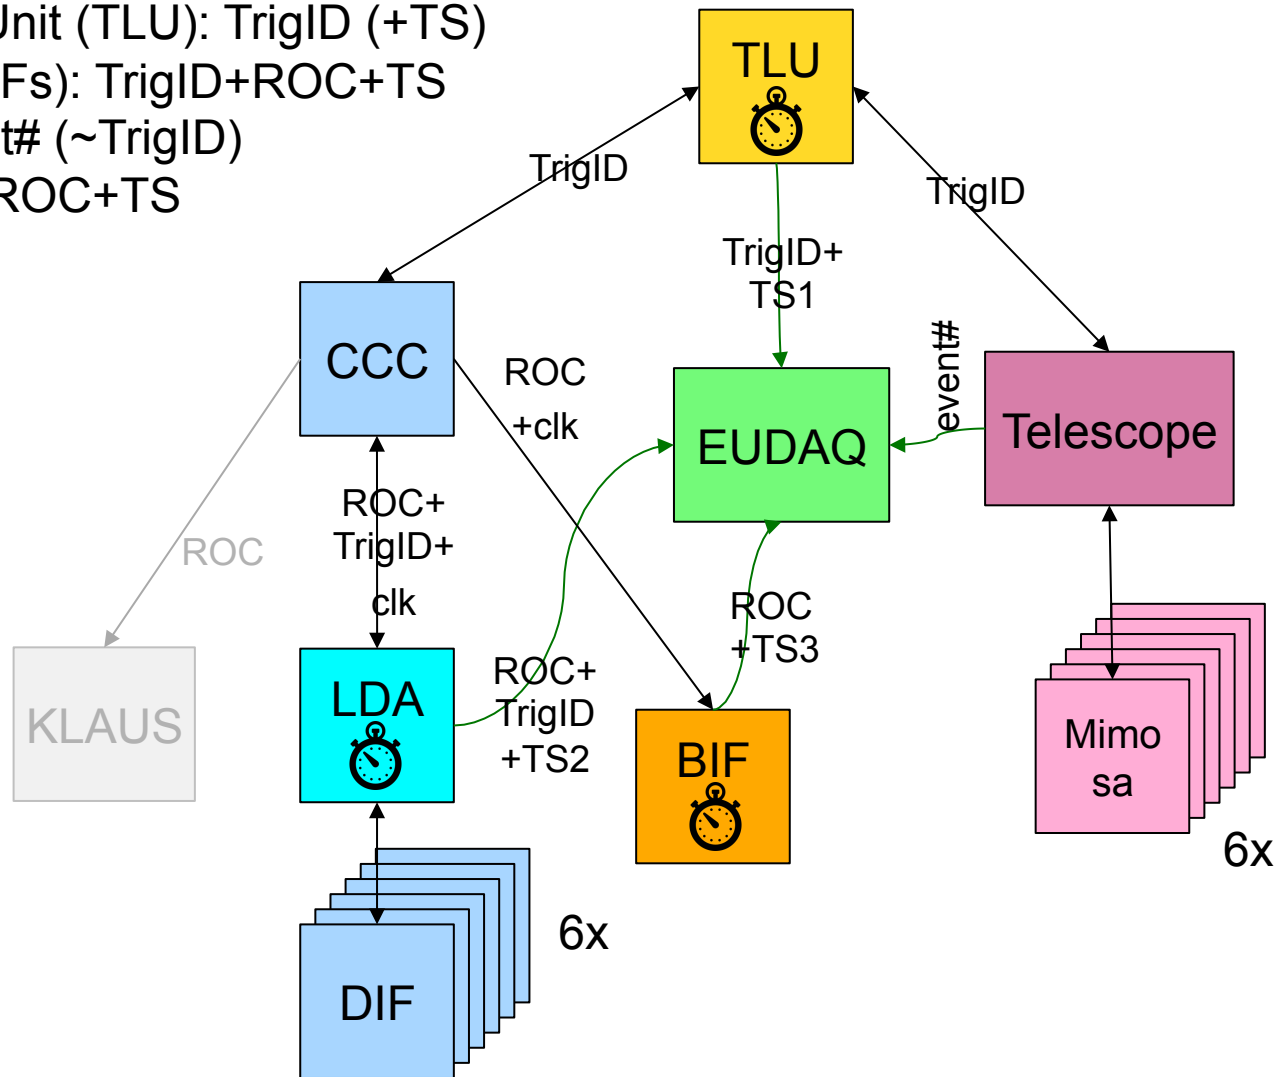 Unit (TLU): TrigID (+TS)
Fs): TrigID+ROC+TS
t# (~TrigID)
ROC+TS
TLU
TrigID
TrigID
TrigID+
TS1
event#
CCC
ROC
+clk
EUDAQ
Telescope
ROC+
TrigID+
clk
ROC
ROC
+TS3
KLAUS
LDA
ROC+
TrigID
+TS2
BIF
Mimo
sa
6x
6x
DIF